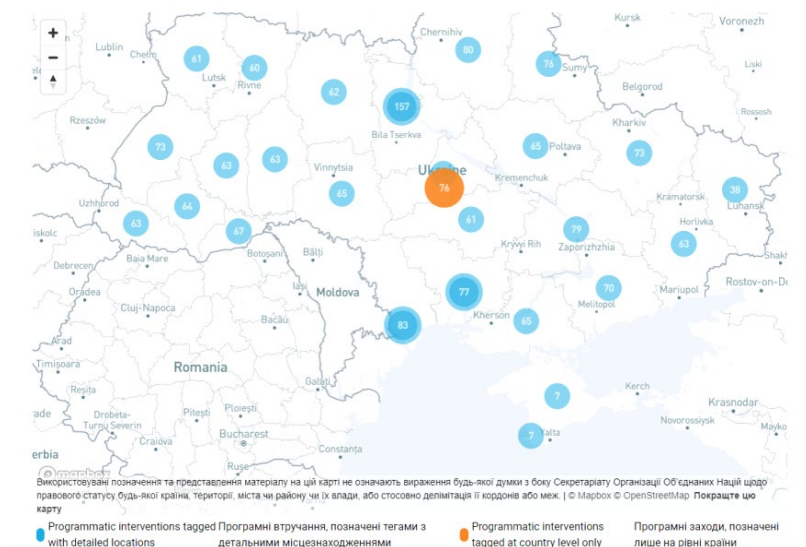 Kursk
Voronezh
Chernihiv
Lublin
Chełm
80
61
60
76
Sumy
Liski
Lutsk
Rivne
62
Belgorod
157
Rossosh
Rzeszów
Kharkiv
Bila Tserkva
73
65
Poltava
73
63
63
Vinnytsia
Ukraine
Kremenchuk
76
65
38
Uzhhorod
64
Kramatorsk
Luhansk
63
61
Horlivka
67
79
63
Botoșani
Bălți
Kryvyi Rih
Zaporizhzhia
Debrecen
Baia Mare
Oradea
Iași
Moldova
77
70
Mariupol
Rostov-on-Do
Melitopol
Cluj-Napoca
Bacău
83
Kherson
65
Arad
Timișoara
Romania
Galați
Kerch
7
Reșița
Ploiești
Krasnodar
Drobeta-
Turnu Severin
Pitești
Novorossiysk
7
Yalta
Craiova
Bucharest
Constanța
Ruse
mapbox
Використовувані позначення та представлення матеріалу на цій карті не означають вираження будь-якої думки з боку Секретаріату Організації Об'єднаних Націй щодо
правового статусу будь-якої країни, території, міста чи району чи їх влади, або стосовно делімітації її кордонів або меж. | © Mapbox © OpenStreetMap Покращте цю
карту
Programmatic interventions tagged
with detailed locations
Програмні втручання, позначені тегами з
детальними місцезнаходженнями
Programmatic interventions
tagged at country level only
Програмні заходи, позначені
лише на рівні країни